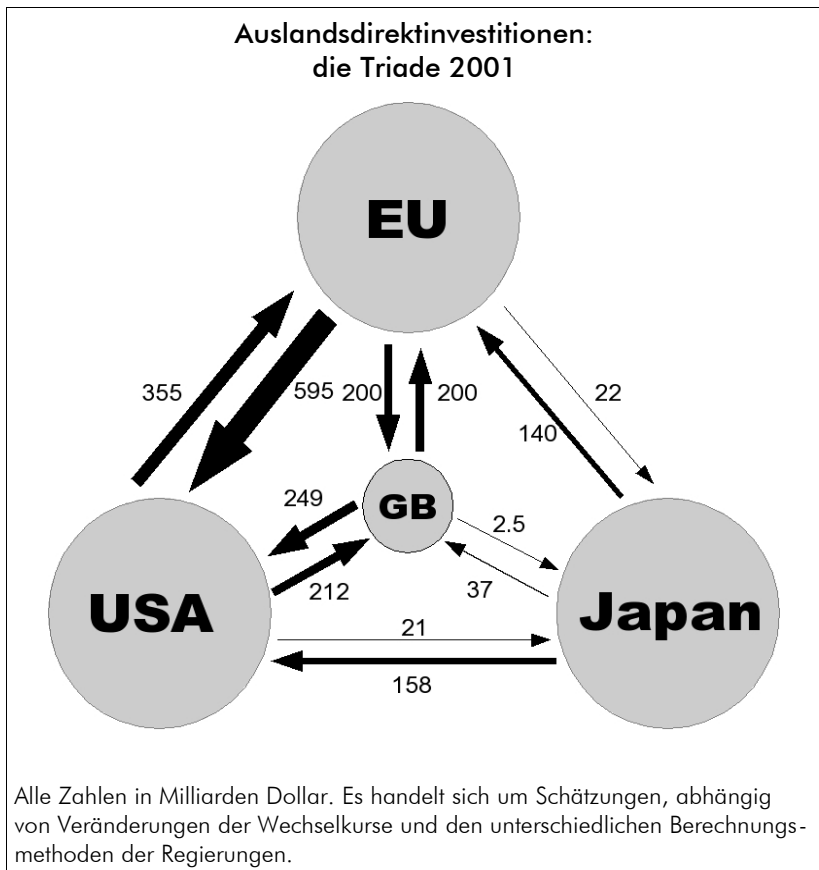 Auslandsdirektinvestitionen:
die Triade 2001
EU
355
595
200
200
22
140
249
GB
2.5
212
37
USA
21
Japan
158
Alle Zahlen in Milliarden Dollar. Es handelt sich um Schätzungen, abhängig
von Veränderungen der Wechselkurse und den unterschiedlichen Berechnungs-
methoden der Regierungen.